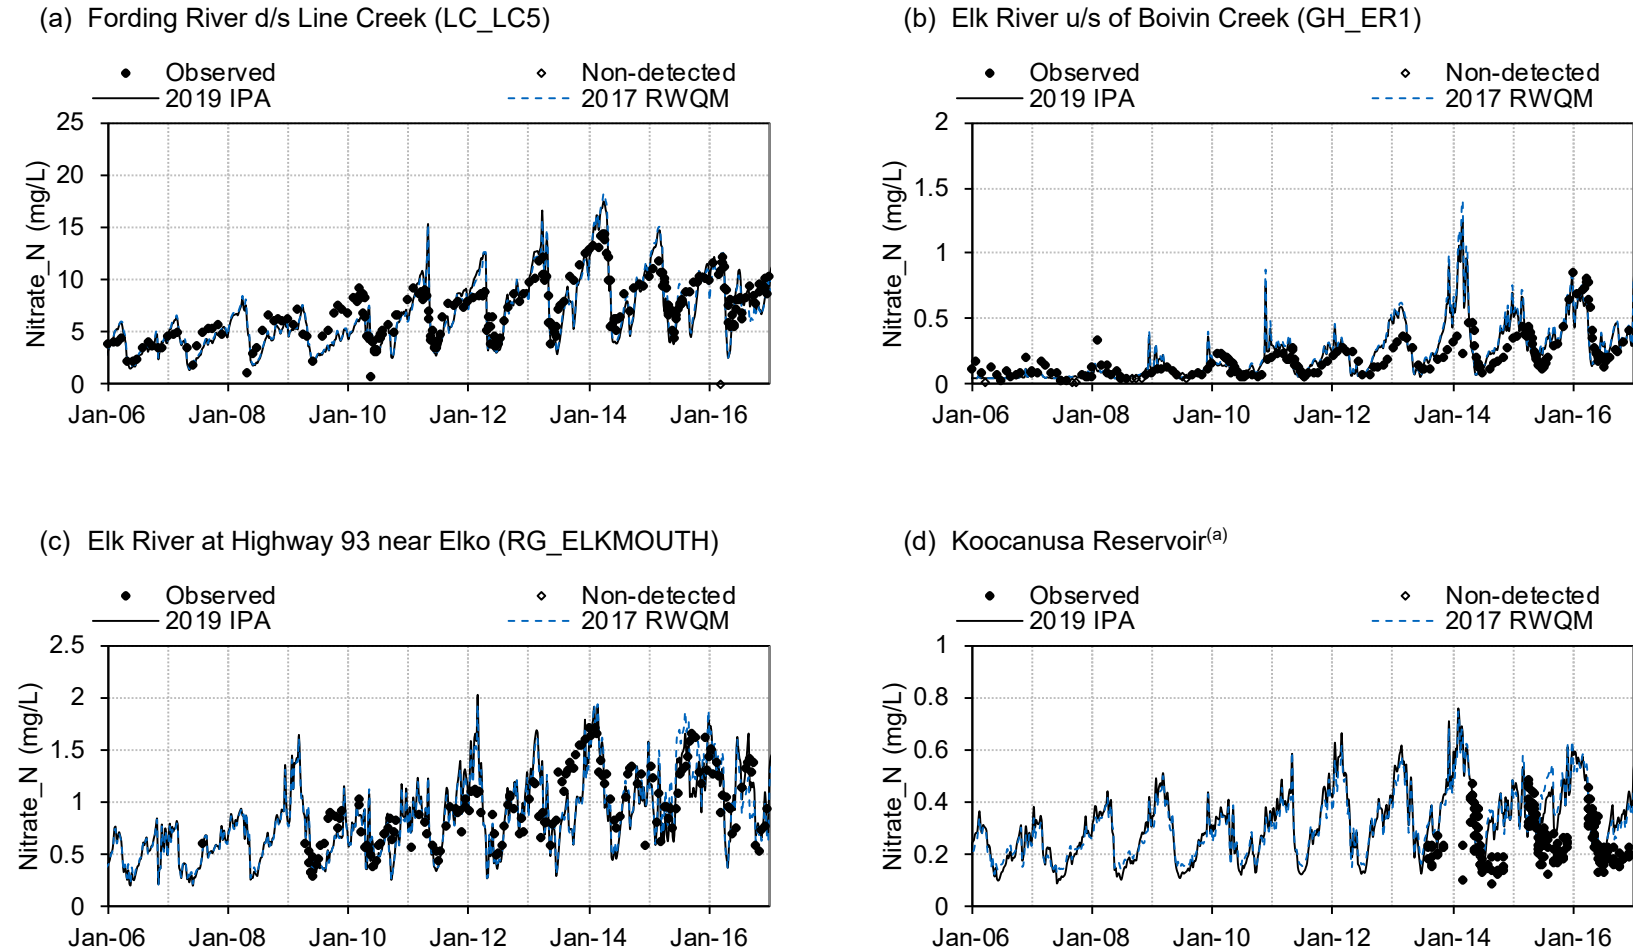 (a) Fording River d/s Line Creek (LC_LC5)
Observed
Non-detected
2019 IPA
2017 RWQM
Nitrate_N (mg/L)
25
20
15
10
5
0
Jan-06 Jan-08 Jan-10 Jan-12 Jan-14 Jan-16
(b) Elk River u/s of Boivin Creek (GH_ER1)
Observed
Non-detected
2019 IPA
2017 RWQM
Nitrate_N (mg/L)
2
1.5
1
0.5
0
Jan-06 Jan-08 Jan-10 Jan-12 Jan-14 Jan-16
(c) Elk River at Highway 93 near Elko (RG_ELKMOUTH)
Observed
Non-detected
2019 IPA
2017 RWQM
Nitrate_N (mg/L)
2.5
2
1.5
1
0.5
0
Jan-06 Jan-08 Jan-10 Jan-12 Jan-14 Jan-16
(d) Koocanusa Reservoir(a)
Observed
Non-detected
2019 IPA
2017 RWQM
Nitrate_N (mg/L)
1
0.8
0.6
0.4
0.2
0
Jan-06 Jan-08 Jan-10 Jan-12 Jan-14 Jan-16